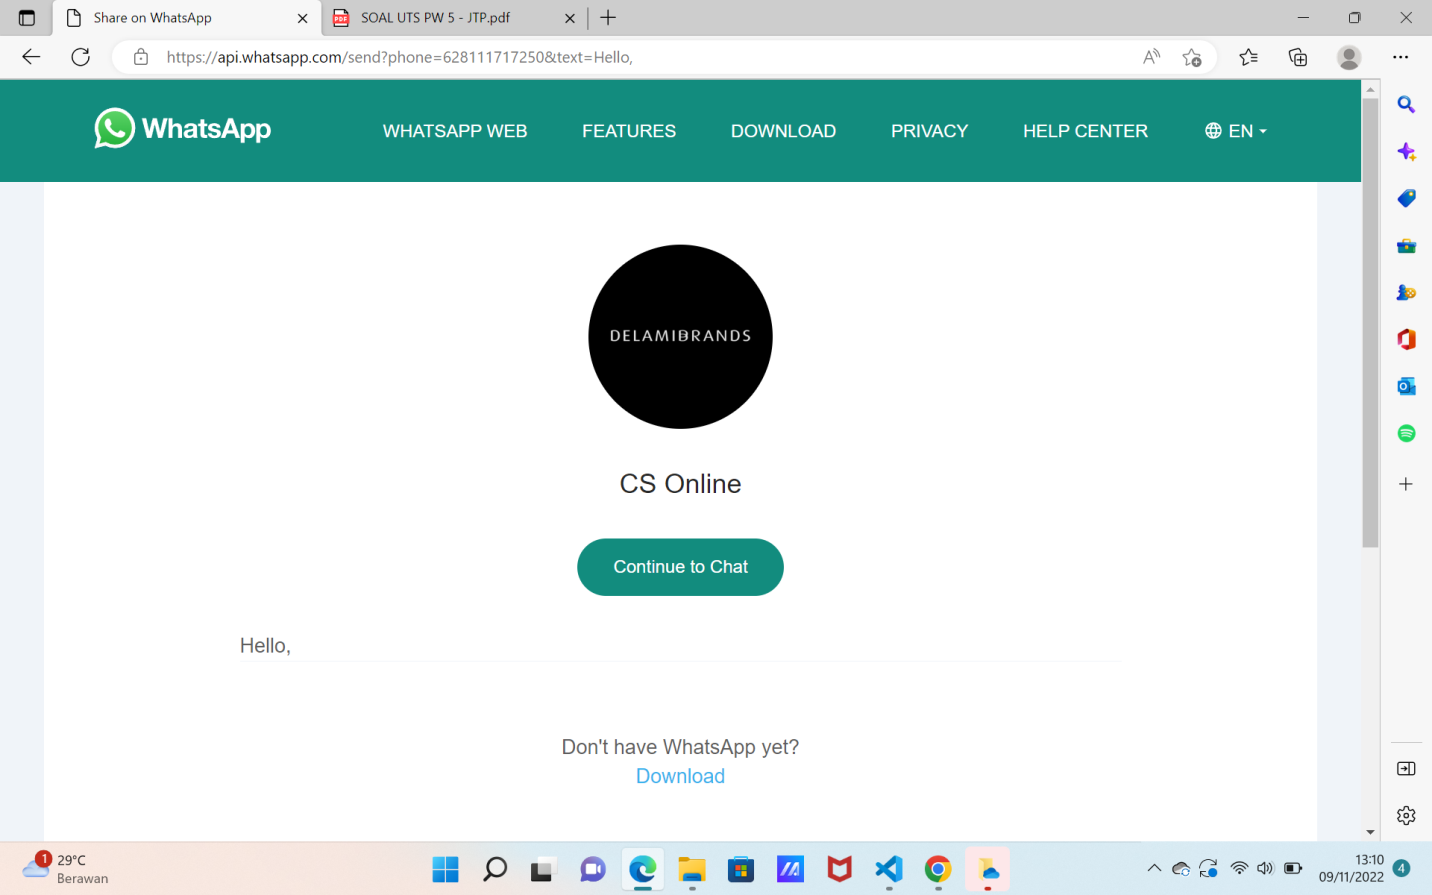 Share on WhatsApp
SOAL UTS PW 5 - JTP.pdf
https://api.whatsapp.com/send?phone=628111717250&text=Hello,
WhatsApp
WHATSAPP WEB
FEATURES
DOWNLOAD
PRIVACY
HELP CENTER
EN
DELAMIBRANDS
CS Online
Continue to Chat
Hello,
Don't have WhatsApp yet?
Download
1
29°C
Berawan
13:10
09/11/2022
4